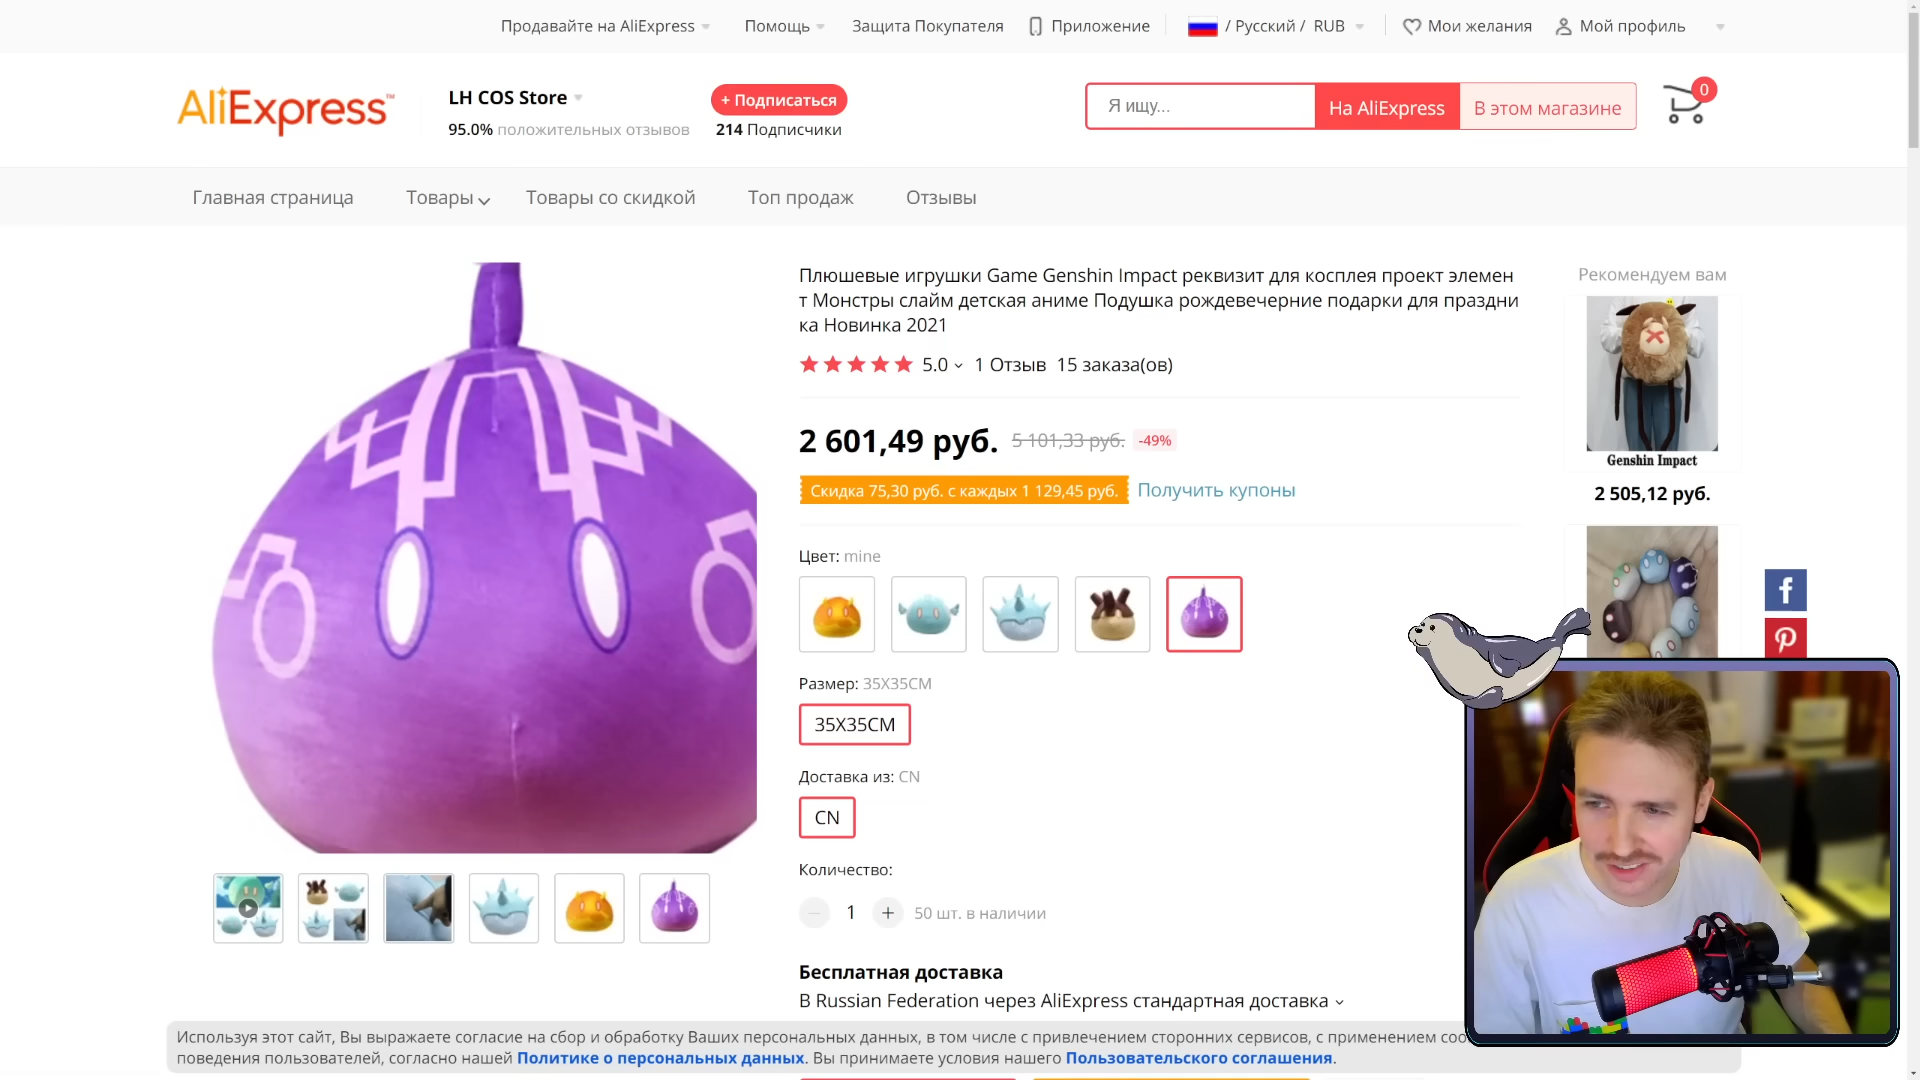 Продавайте на AliExpress
Помощь
Защита Покупателя
Приложение
/ Русский / RUB
Мои желания
Мой профиль
AliExpress™
LH COS Store
95.0% положительных отзывов
+ Подписаться
214 Подписчики
Я ищу...
На AliExpress
В этом магазине
0
Главная страница
Товары
Товары со скидкой
Топ продаж
Отзывы
Плюшевые игрушки Game Genshin Impact реквизит для косплея проект элемен
т Монстры слайм детская аниме Подушка рождевечерние подарки для праздни
ка Новинка 2021
5.0
1 Отзыв
15 заказа(ов)
2 601,49 руб.
5 101,33 руб.
-49%
Скидка 75,30 руб. с каждых 1 129,45 руб.
Получить купоны
Цвет: mine
Размер: 35X35CM
35X35CM
Доставка из: CN
CN
Количество:
1
50 шт. в наличии
Бесплатная доставка
В Russian Federation через AliExpress стандартная доставка
Рекомендуем вам
Genshin Impact
2 505,12 руб.
Используя этот сайт, Вы выражаете согласие на сбор и обработку Ваших персональных данных, в том числе с привлечением сторонних сервисов, с применением соо
поведения пользователей, согласно нашей Политике о персональных данных. Вы принимаете условия нашего Пользовательского соглашения.